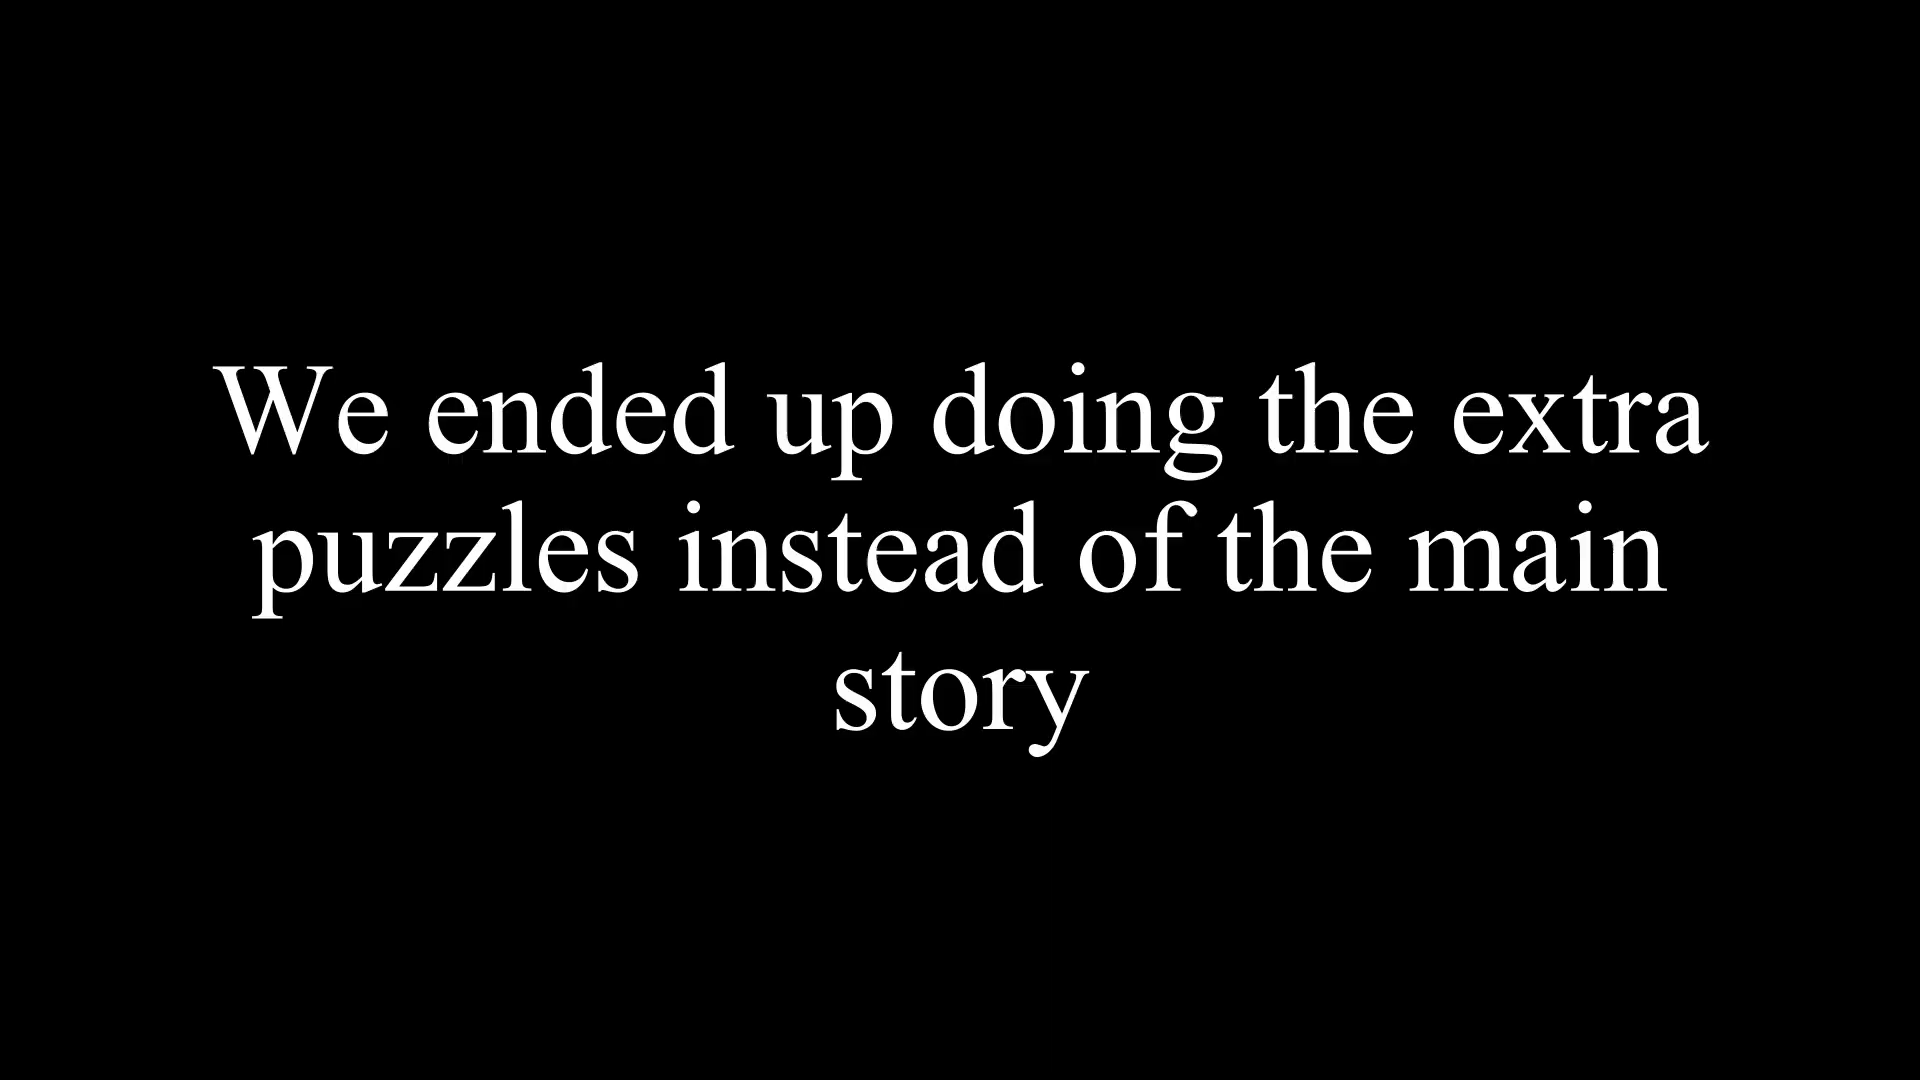 We ended up doing the extra
puzzles instead of the main
story